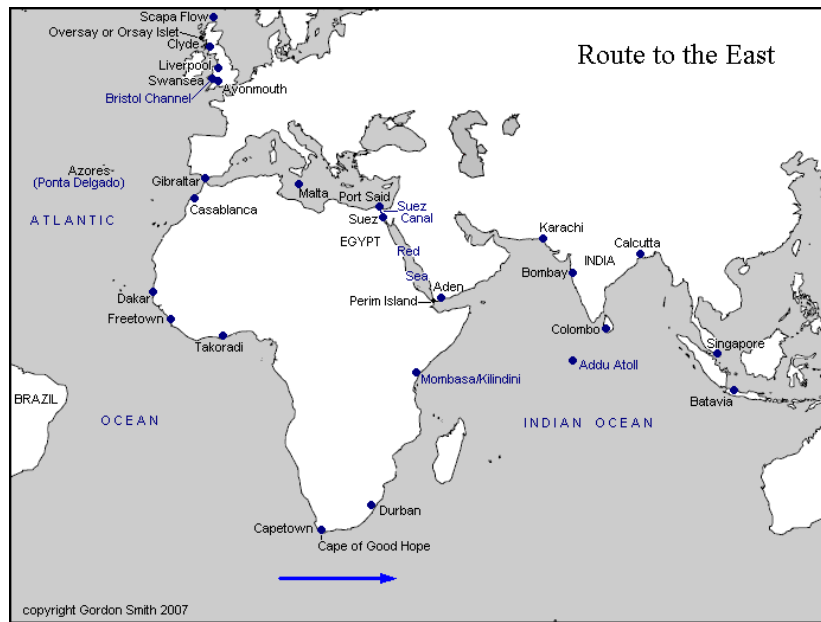 Route to the East
Scapa Flow
Oversay or Orsay Islet
Clyde
Liverpool
Swansea
Avonmouth
Bristol Channel
Azores
(Ponta Delgado)
Gibraltar
Malta
Port Said
Suez
Canal
Casablanca
ATLANTIC
Suez
EGYPT
Red
Sea
Karachi
Calcutta
INDIA
Bombay
Aden
Perim Island
Dakar
Freetown
Takoradi
Colombo
Singapore
Addu Atoll
Mombasa/Kilindini
Batavia
BRAZIL
OCEAN
INDIAN OCEAN
Durban
Capetown
Cape of Good Hope
copyright Gordon Smith 2007